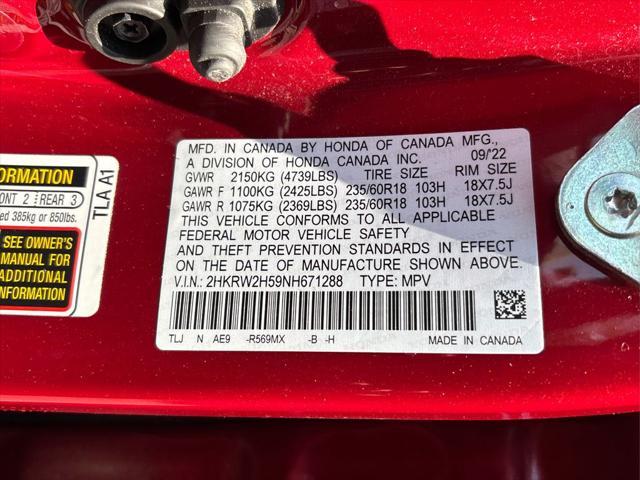 MFD. IN CANADA BY HONDA OF CANADA MFG.,
A DIVISION OF HONDA CANADA INC. 09/22
GVWR 2150KG (4739LBS) TIRE SIZE RIM SIZE
GAWR F 1100KG (2425LBS) 235/60R18 103H 18X7.5J
GAWR R 1075KG (2369LBS) 235/60R18 103H 18X7.5J
THIS VEHICLE CONFORMS TO ALL APPLICABLE
FEDERAL MOTOR VEHICLE SAFETY
AND THEFT PREVENTION STANDARDS IN EFFECT
ON THE DATE OF MANUFACTURE SHOWN ABOVE.
V.I.N.: 2HKRW2H59NH671288 TYPE: MPV
TLJ N AE9 -R569MX -B -H MADE IN CANADA
FORMATION
ONT 2 REAR 3
ed 385kg or 850lbs.
SEE OWNER'S
MANUAL FOR
ADDITIONAL
INFORMATION
TLA A1